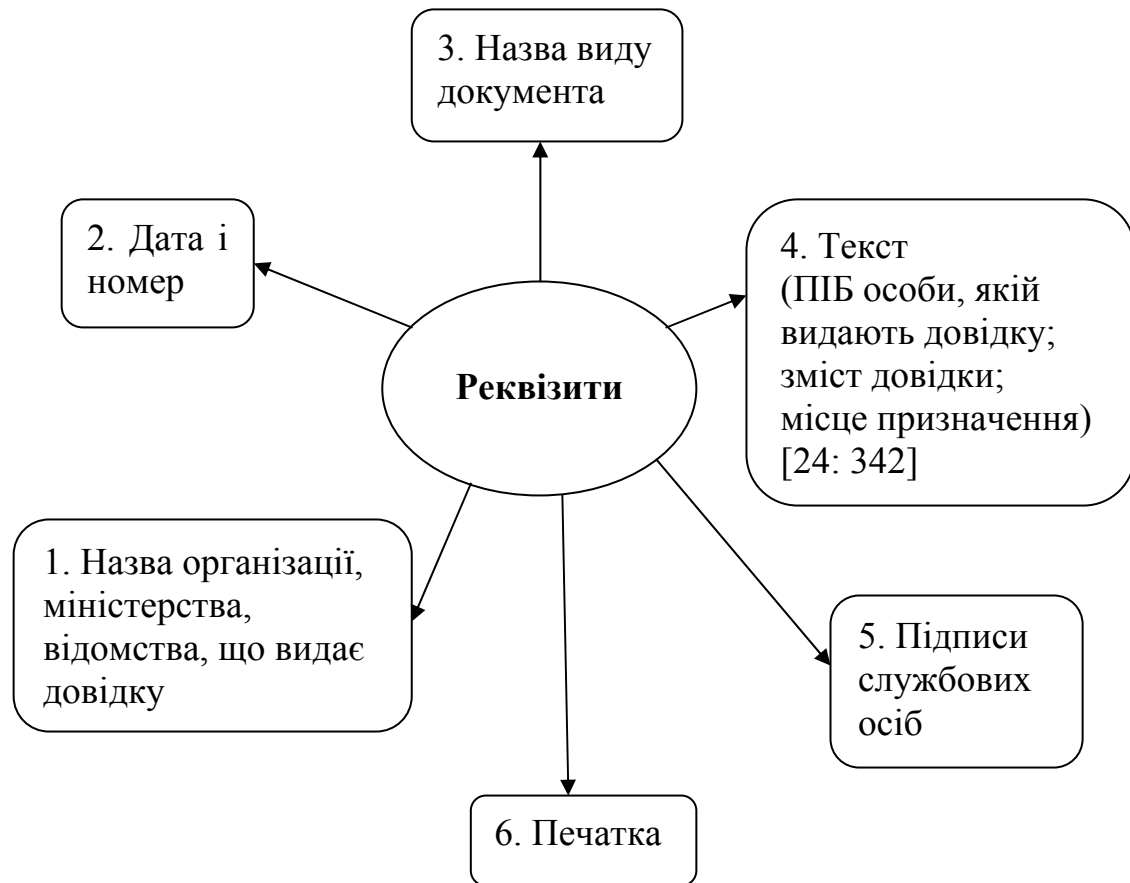 3. Назва виду
документа
2. Дата і
номер
4. Текст
(ПІБ особи, якій
видають довідку;
зміст довідки;
місце призначення)
[24: 342]
Реквізити
1. Назва організації,
міністерства,
відомства, що видає
довідку
5. Підписи
службових
осіб
6. Печатка